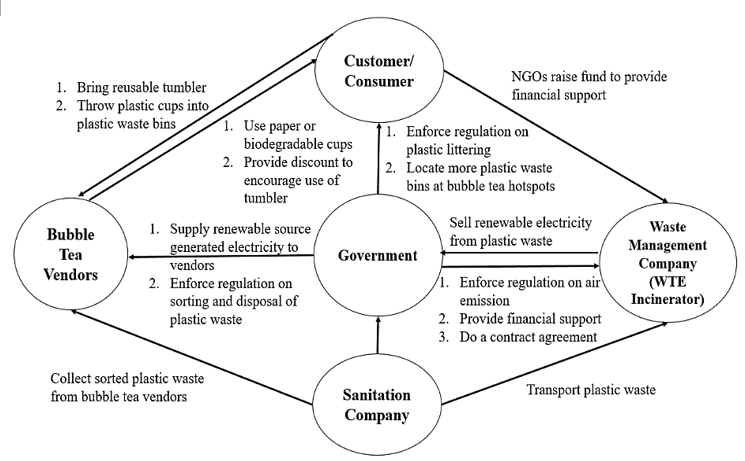 Customer/
Consumer
NGOs raise fund to provide
financial support
1. Bring reusable tumbler
2. Throw plastic cups into
plastic waste bins
1. Use paper or
biodegradable cups
2. Provide discount to
encourage use of
tumbler
1. Enforce regulation on
plastic littering
2. Locate more plastic waste
bins at bubble tea hotspots
Bubble
Tea
Vendors
1. Supply renewable source
generated electricity to
vendors
2. Enforce regulation on
sorting and disposal of
plastic waste
Government
Sell renewable electricity
from plastic waste
1. Enforce regulation on air
emission
2. Provide financial support
3. Do a contract agreement
Waste
Management
Company
(WTE
Incinerator)
Collect sorted plastic waste
from bubble tea vendors
Sanitation
Company
Transport plastic waste